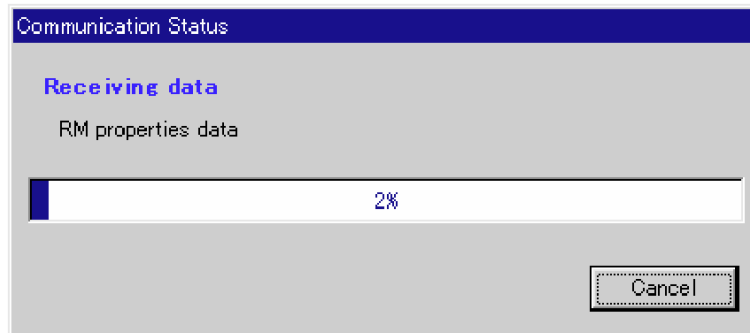 Communication Status
Receiving data
RM properties data
2%
Cancel